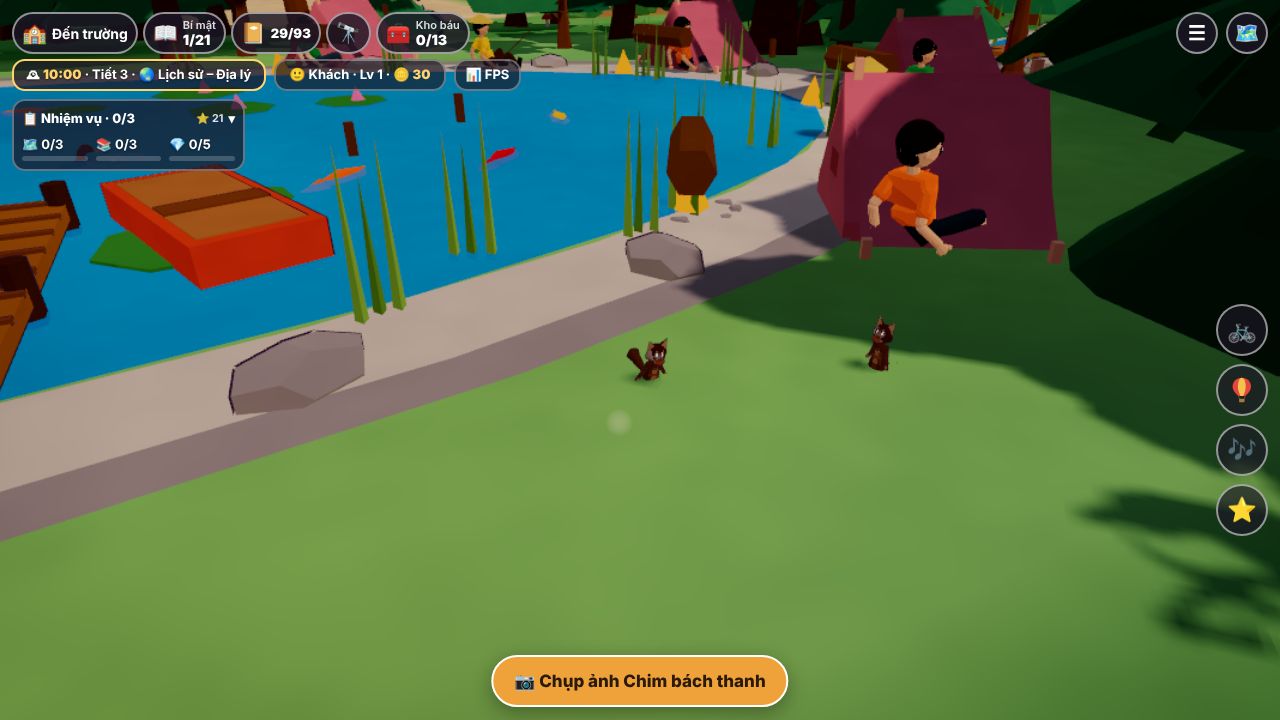 Đến trường
Bí mật
1/21
29/93
Kho báu
0/13
10:00 · Tiết 3 · Lịch sử – Địa lý
Khách · Lv 1 · 30
FPS
Nhiệm vụ · 0/3
21 ▾
0/3
0/3
0/5
Chụp ảnh Chim bách thanh